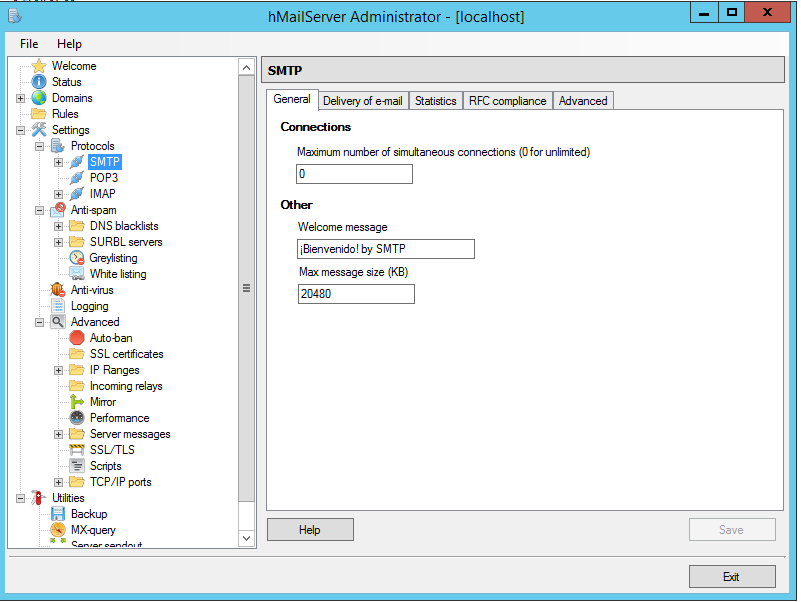 hMailServer Administrator - [localhost]
File Help
Welcome
Status
Domains
Rules
Settings
Protocols
SMTP
POP3
IMAP
Anti-spam
DNS blacklists
SURBL servers
Greylisting
White listing
Anti-virus
Logging
Advanced
Auto-ban
SSL certificates
IP Ranges
Incoming relays
Mirror
Performance
Server messages
SSL/TLS
Scripts
TCP/IP ports
Utilities
Backup
MX-query
Server sendout
SMTP
General Delivery of e-mail Statistics RFC compliance Advanced
Connections
Maximum number of simultaneous connections (0 for unlimited)
0
Other
Welcome message
¡Bienvenido! by SMTP
Max message size (KB)
20480
Help Save
Exit